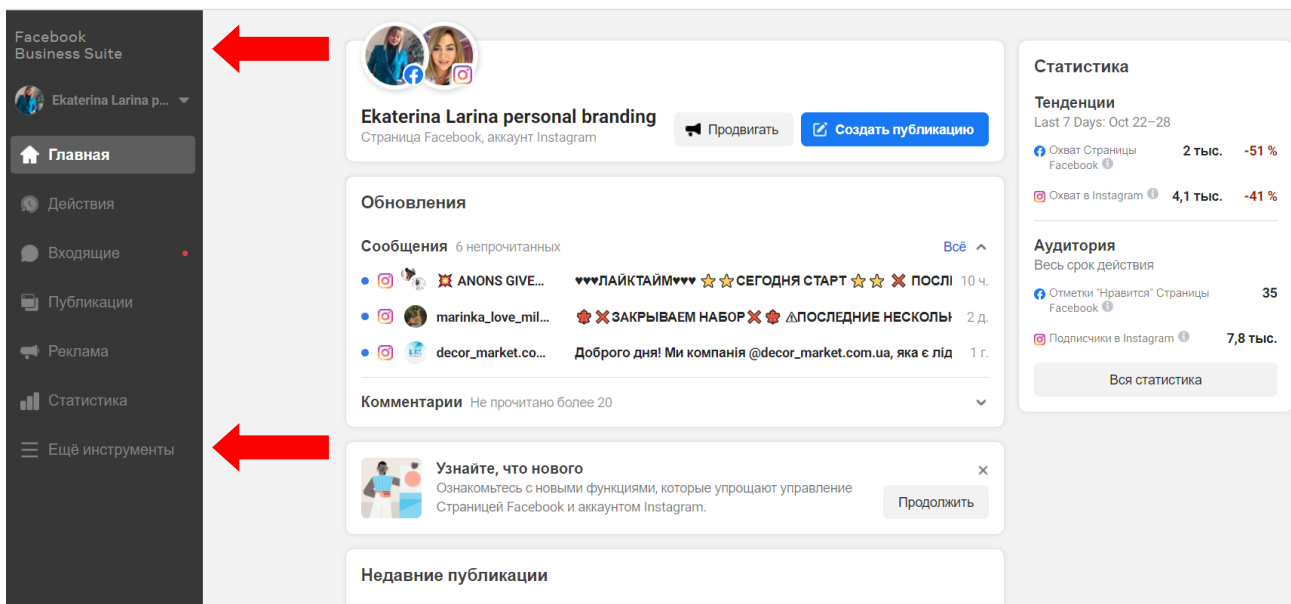 Facebook
Business Suite
Ekaterina Larina p...
Главная
Действия
Входящие
Публикации
Реклама
Статистика
Ещё инструменты
Ekaterina Larina personal branding
Страница Facebook, аккаунт Instagram
Продвигать
Создать публикацию
Обновления
Сообщения 6 непрочитанных Всё
💥 ANONS GIVE... ♥♥♥ЛАЙКТАЙМ♥♥♥ ⭐⭐СЕГОДНЯ СТАРТ⭐⭐ ❌ ПОСЛ 10 ч.
marinka_love_mil... ❌ЗАКРЫВАЕМ НАБОР❌ ⚠ПОСЛЕДНИЕ НЕСКОЛЬК 2 д.
decor_market.co... Доброго дня! Ми компанія @decor_market.com.ua, яка є лід 1 г.
Комментарии Не прочитано более 20
Узнайте, что нового
Ознакомьтесь с новыми функциями, которые упрощают управление
Страницей Facebook и аккаунтом Instagram.
Продолжить
Недавние публикации
Статистика
Тенденции
Last 7 Days: Oct 22–28
Охват Страницы 2 тыс. -51 %
Facebook
Охват в Instagram 4,1 тыс. -41 %
Аудитория
Весь срок действия
Отметки "Нравится" Страницы 35
Facebook
Подписчики в Instagram 7,8 тыс.
Вся статистика